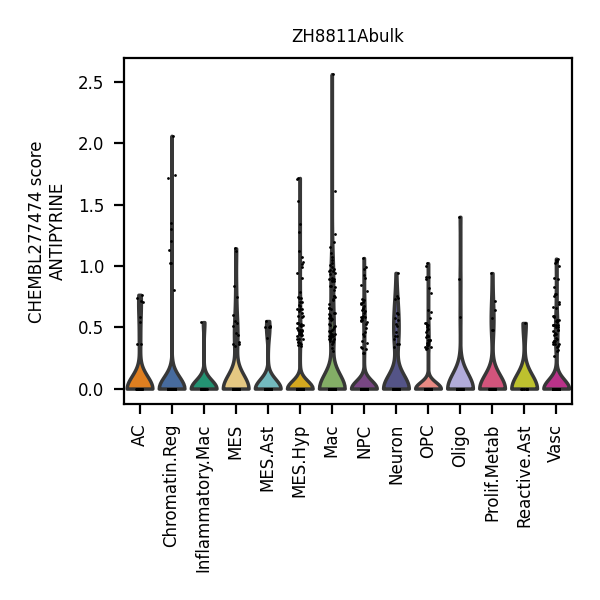 ZH8811Abulk
CHEMBL277474 score
ANTIPYRINE
2.5
2.0
1.5
1.0
0.5
0.0
AC
Chromatin.Reg
Inflammatory.Mac
MES
MES.Ast
MES.Hyp
Mac
NPC
Neuron
OPC
Oligo
Prolif.Metab
Reactive.Ast
Vasc